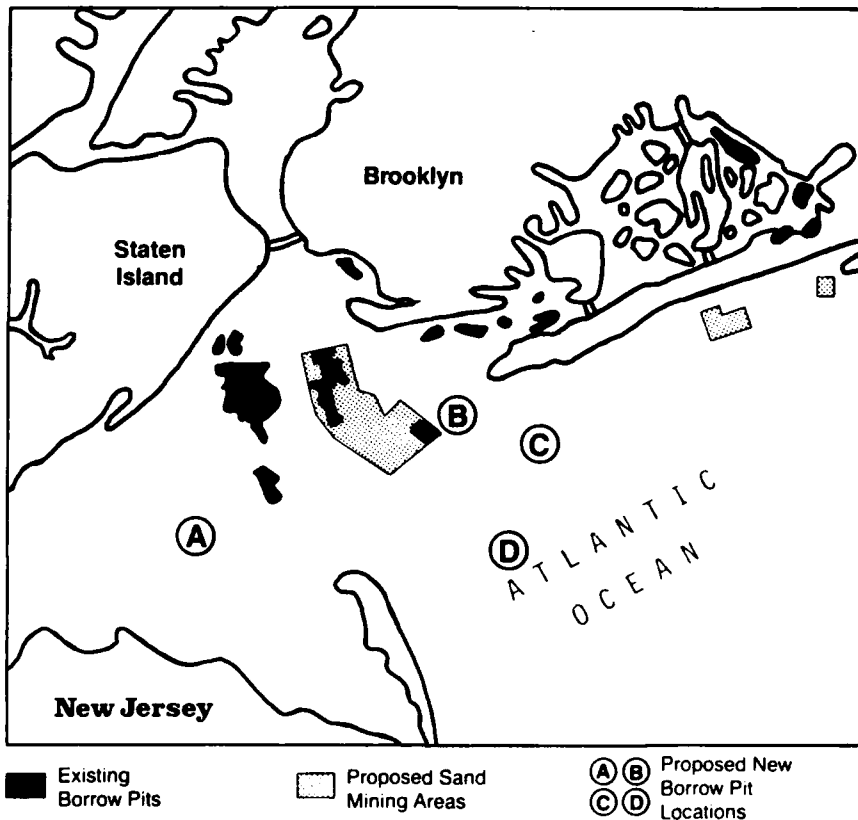 Brooklyn
Staten
Island
B
C
A
D
ATLANTIC
OCEAN
New Jersey
Existing
Borrow Pits
Proposed Sand
Mining Areas
A B
C D
Proposed New
Borrow Pit
Locations